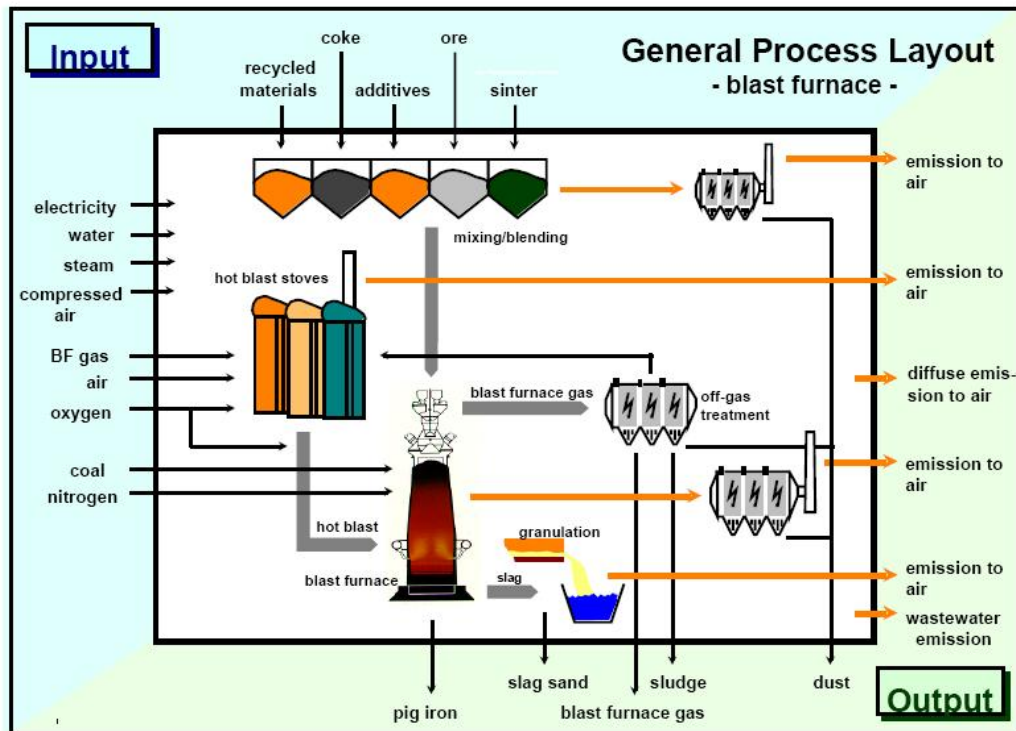 Input
General Process Layout
- blast furnace -
coke
ore
recycled
materials
additives
sinter
electricity
water
steam
compressed
air
BF gas
air
oxygen
coal
nitrogen
mixing/blending
hot blast stoves
blast furnace gas
off-gas
treatment
hot blast
granulation
blast furnace
slag
emission to
air
emission to
air
diffuse emis-
sion to air
emission to
air
emission to
air
wastewater
emission
slag sand
sludge
dust
pig iron
blast furnace gas
Output